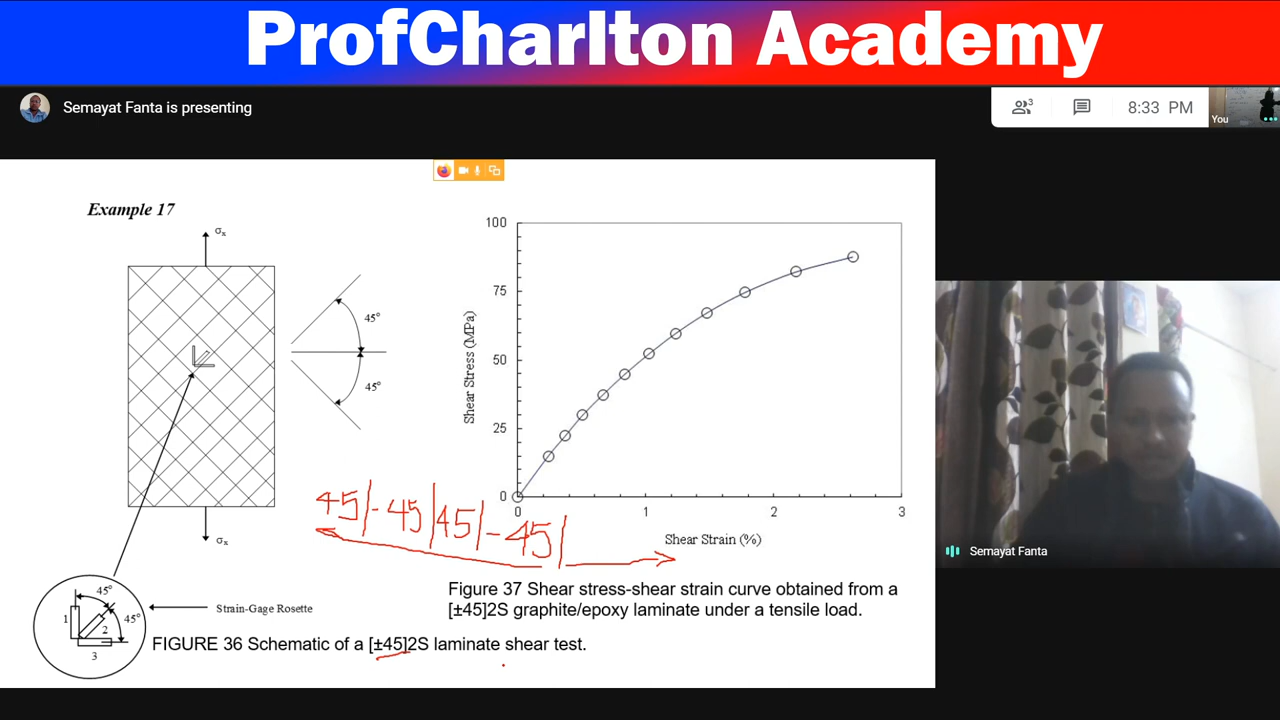 ProfCharlton Academy
Semayat Fanta is presenting
3
8:33 PM
You
Example 17
σx
45°
45°
σx
45°
45°
1
2
3
Strain-Gage Rosette
FIGURE 36 Schematic of a [±45]2S laminate shear test.
100
75
50
25
0
0
1
2
3
Shear Stress (MPa)
Shear Strain (%)
45|-45|45|-45|
Figure 37 Shear stress-shear strain curve obtained from a
[±45]2S graphite/epoxy laminate under a tensile load.
Semayat Fanta